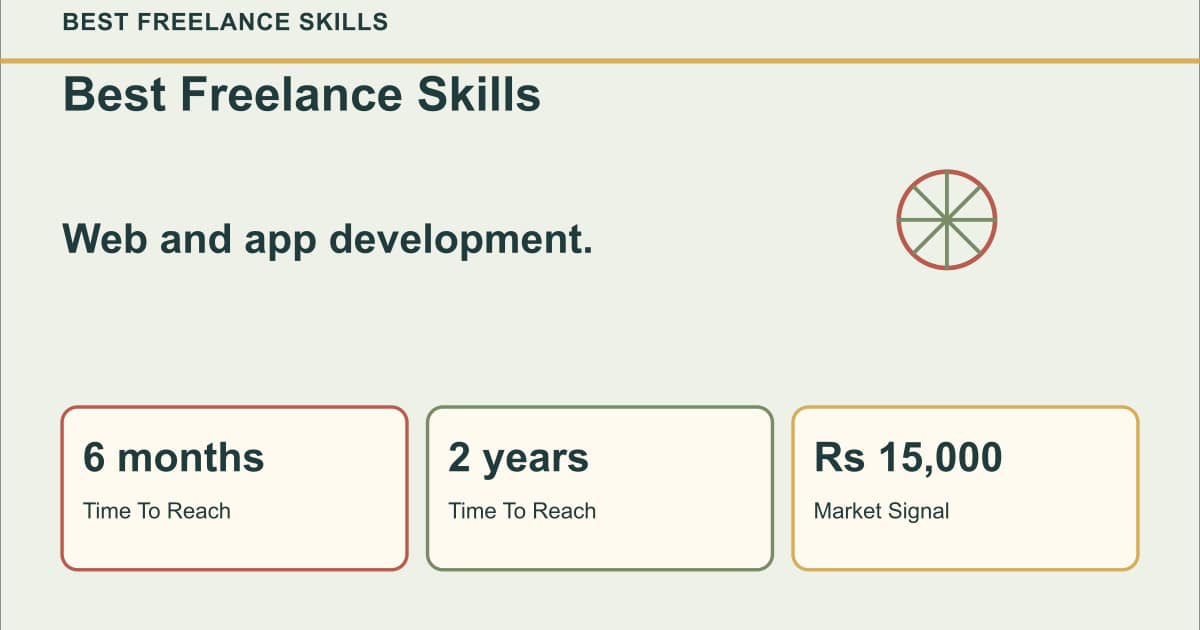 BEST FREELANCE SKILLS
Best Freelance Skills
Web and app development.
6 months
Time To Reach
2 years
Time To Reach
Rs 15,000
Market Signal